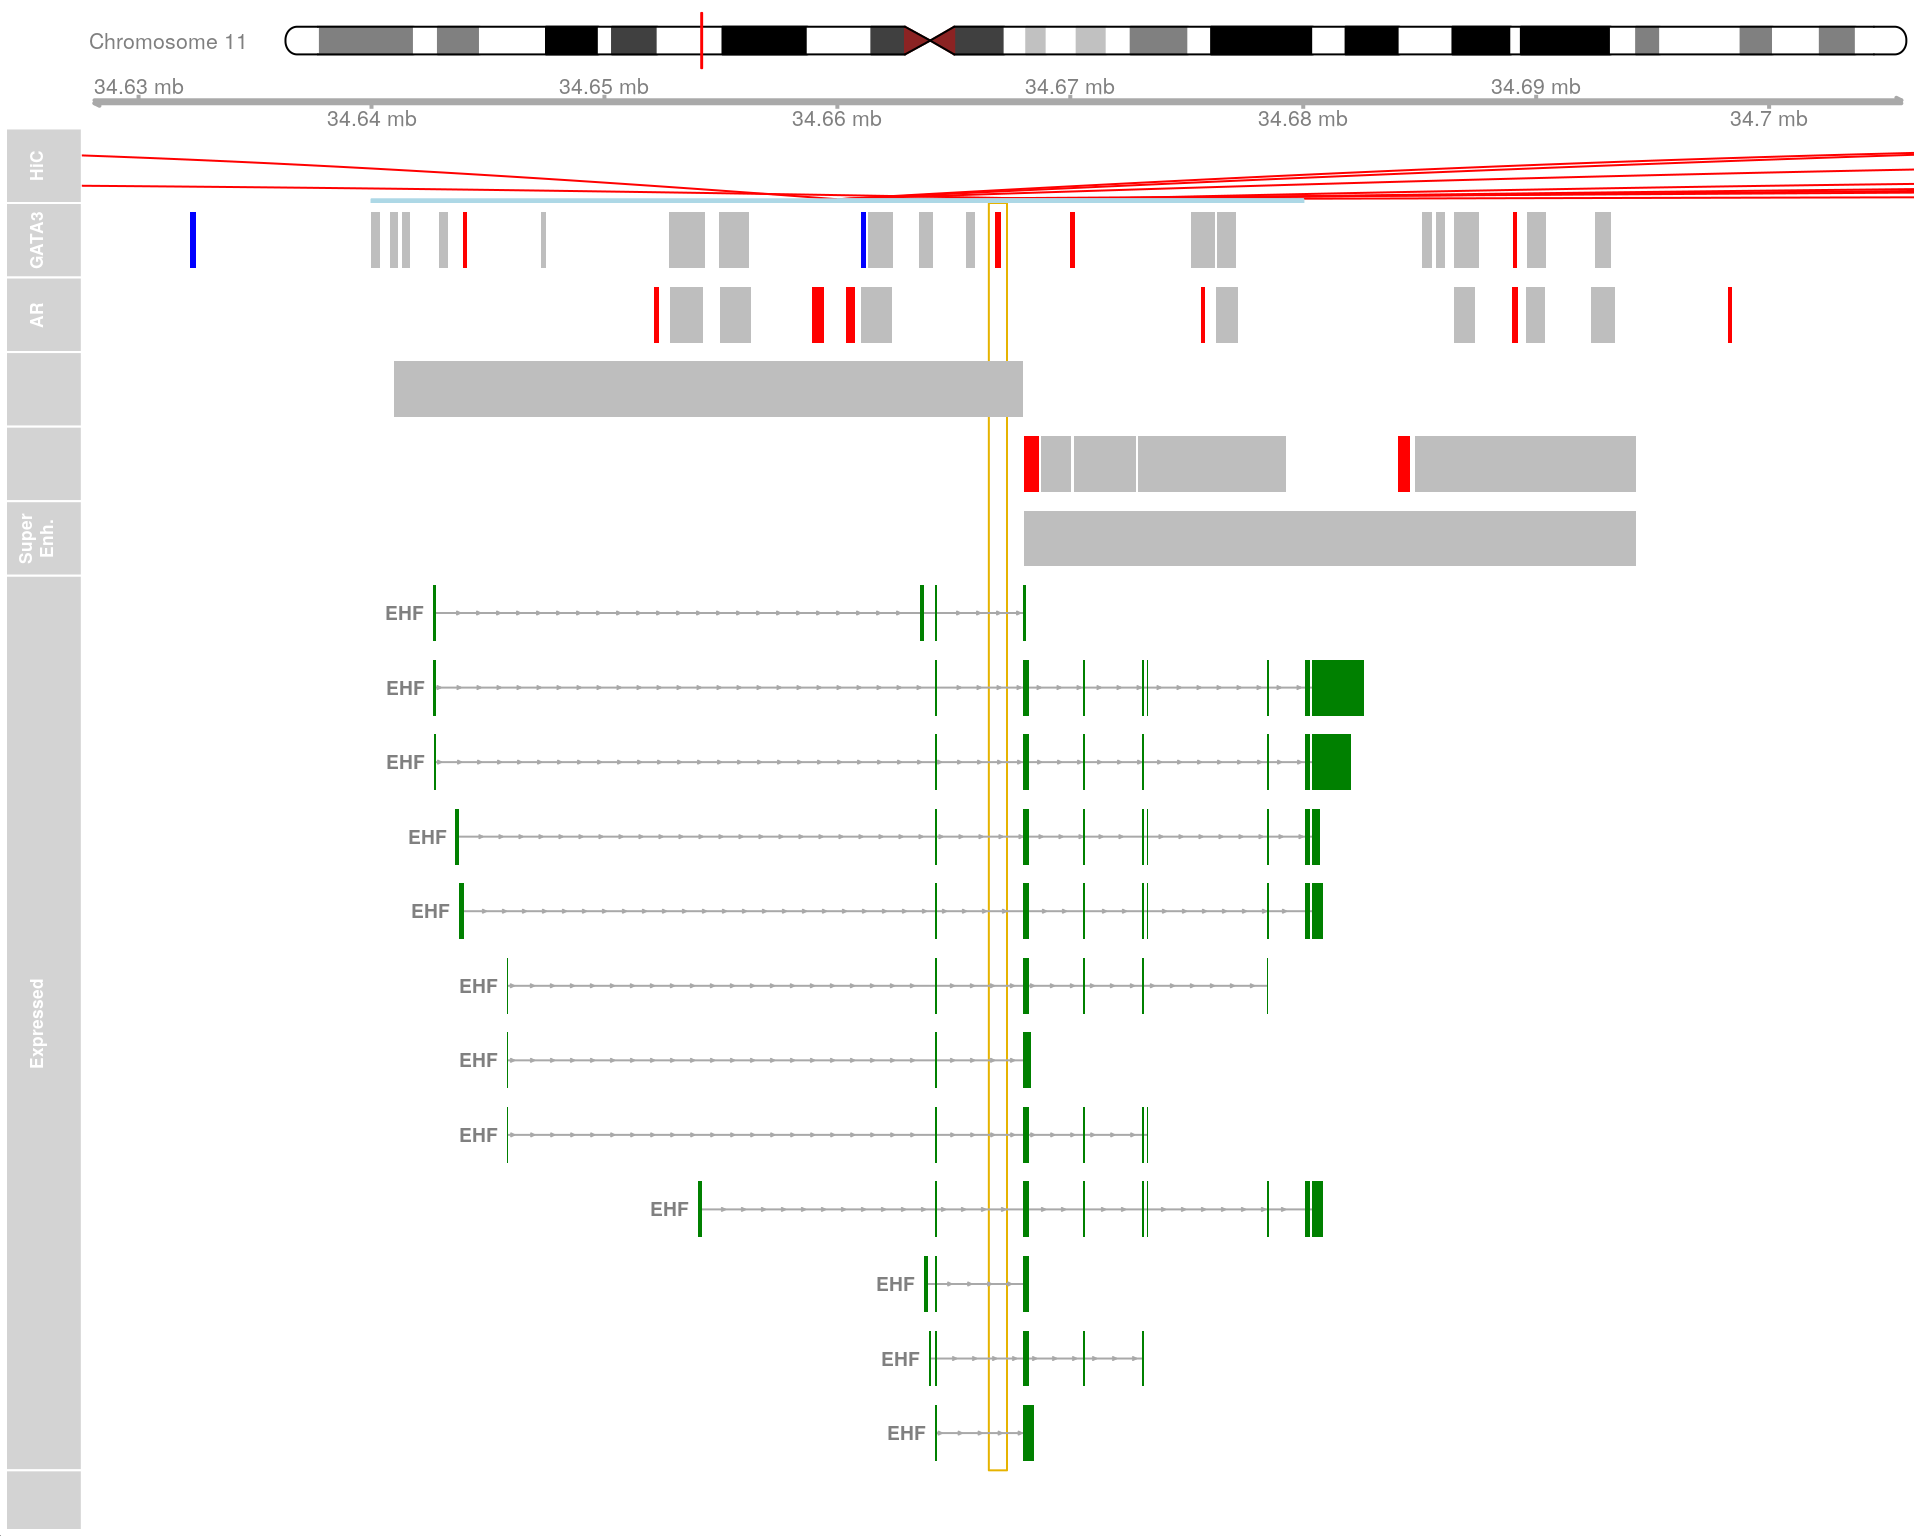 Chromosome 11
34.63 mb 34.65 mb 34.67 mb 34.69 mb
34.64 mb 34.66 mb 34.68 mb 34.7 mb
HiC
GATA3
AR
Super
Enh.
Expressed
EHF
EHF
EHF
EHF
EHF
EHF
EHF
EHF
EHF
EHF
EHF
EHF